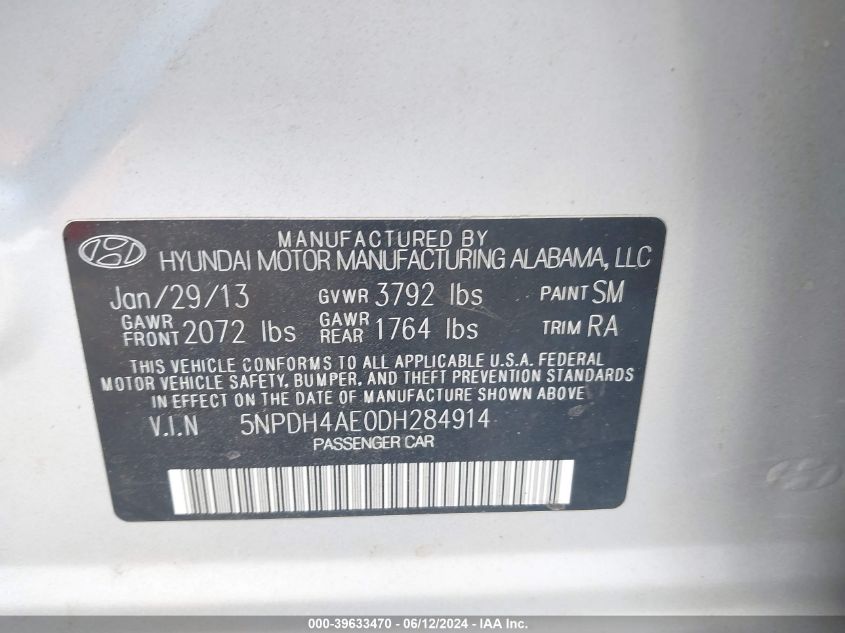 MANUFACTURED BY
HYUNDAI MOTOR MANUFACTURING ALABAMA, LLC
Jan/29/13 GVWR 3792 lbs PAINT SM
GAWR FRONT 2072 lbs GAWR REAR 1764 lbs TRIM RA
THIS VEHICLE CONFORMS TO ALL APPLICABLE U.S.A. FEDERAL
MOTOR VEHICLE SAFETY, BUMPER, AND THEFT PREVENTION STANDARDS
IN EFFECT ON THE DATE OF MANUFACTURE SHOWN ABOVE
V.I.N 5NPDH4AE0DH284914
PASSENGER CAR
000-39633470 - 06/12/2024 - IAA Inc.